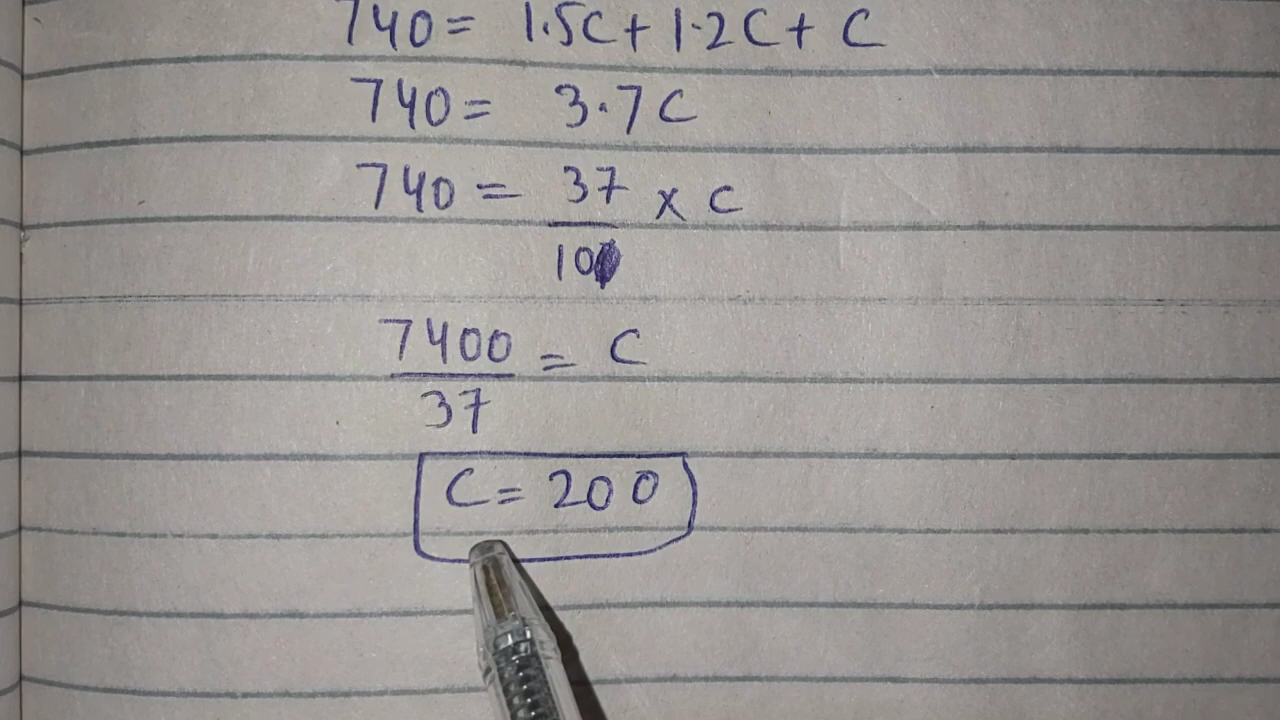 740 = 1.5C + 1.2C + C
740 = 3.7C
740 = 37/10 × C
7400/37 = C
C = 200